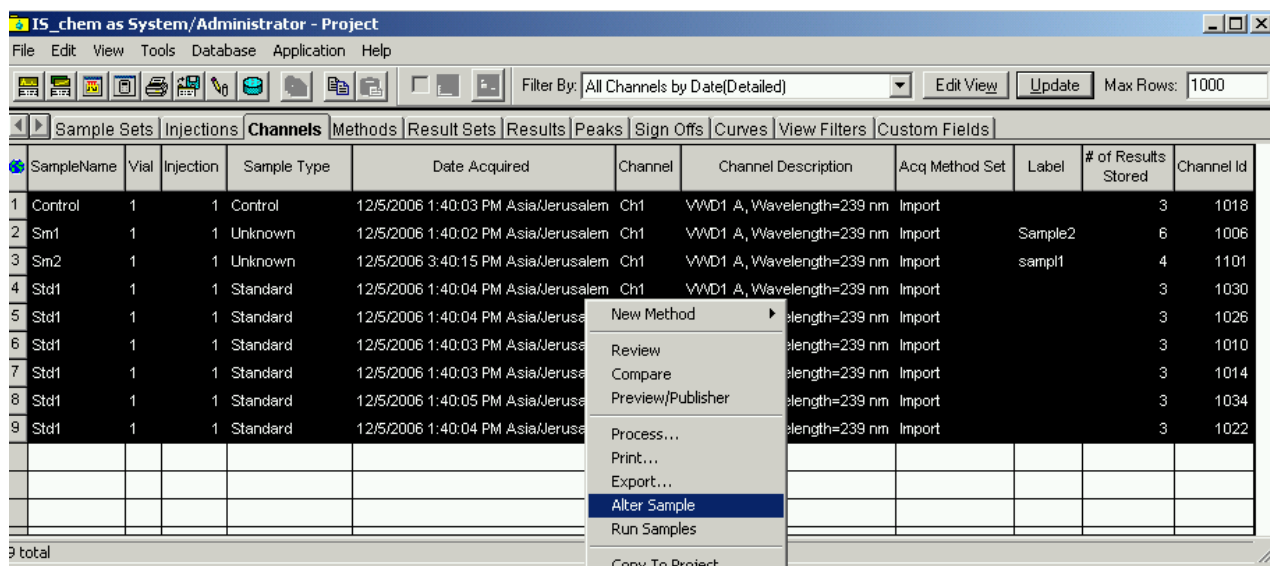 IS_chem as System/Administrator - Project
File Edit View Tools Database Application Help
Filter By: All Channels by Date(Detailed) Edit View Update Max Rows: 1000
Sample Sets Injections Channels Methods Result Sets Results Peaks Sign Offs Curves View Filters Custom Fields
SampleName Vial Injection Sample Type Date Acquired Channel Channel Description Acq Method Set Label # of Results Stored Channel Id
1 Control 1 1 Control 12/5/2006 1:40:03 PM Asia/Jerusalem Ch1 VWD1 A, Wavelength=239 nm Import 3 1018
2 Sm1 1 1 Unknown 12/5/2006 1:40:02 PM Asia/Jerusalem Ch1 VWD1 A, Wavelength=239 nm Import Sample2 6 1006
3 Sm2 1 1 Unknown 12/5/2006 3:40:15 PM Asia/Jerusalem Ch1 VWD1 A, Wavelength=239 nm Import sampl1 4 1101
4 Std1 1 1 Standard 12/5/2006 1:40:04 PM Asia/Jerusalem Ch1 VWD1 A, Wavelength=239 nm Import 3 1030
5 Std1 1 1 Standard 12/5/2006 1:40:04 PM Asia/Jerusa elength=239 nm Import 3 1026
6 Std1 1 1 Standard 12/5/2006 1:40:03 PM Asia/Jerusa elength=239 nm Import 3 1010
7 Std1 1 1 Standard 12/5/2006 1:40:03 PM Asia/Jerusa elength=239 nm Import 3 1014
8 Std1 1 1 Standard 12/5/2006 1:40:05 PM Asia/Jerusa elength=239 nm Import 3 1034
9 Std1 1 1 Standard 12/5/2006 1:40:04 PM Asia/Jerusa elength=239 nm Import 3 1022
New Method
Review
Compare
Preview/Publisher
Process...
Print...
Export...
Alter Sample
Run Samples
Copy To Project
9 total